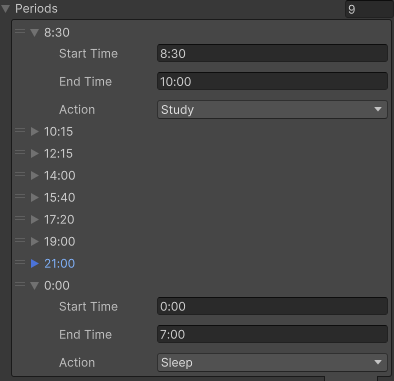 Periods 9
8:30
Start Time 8:30
End Time 10:00
Action Study
10:15
12:15
14:00
15:40
17:20
19:00
21:00
0:00
Start Time 0:00
End Time 7:00
Action Sleep